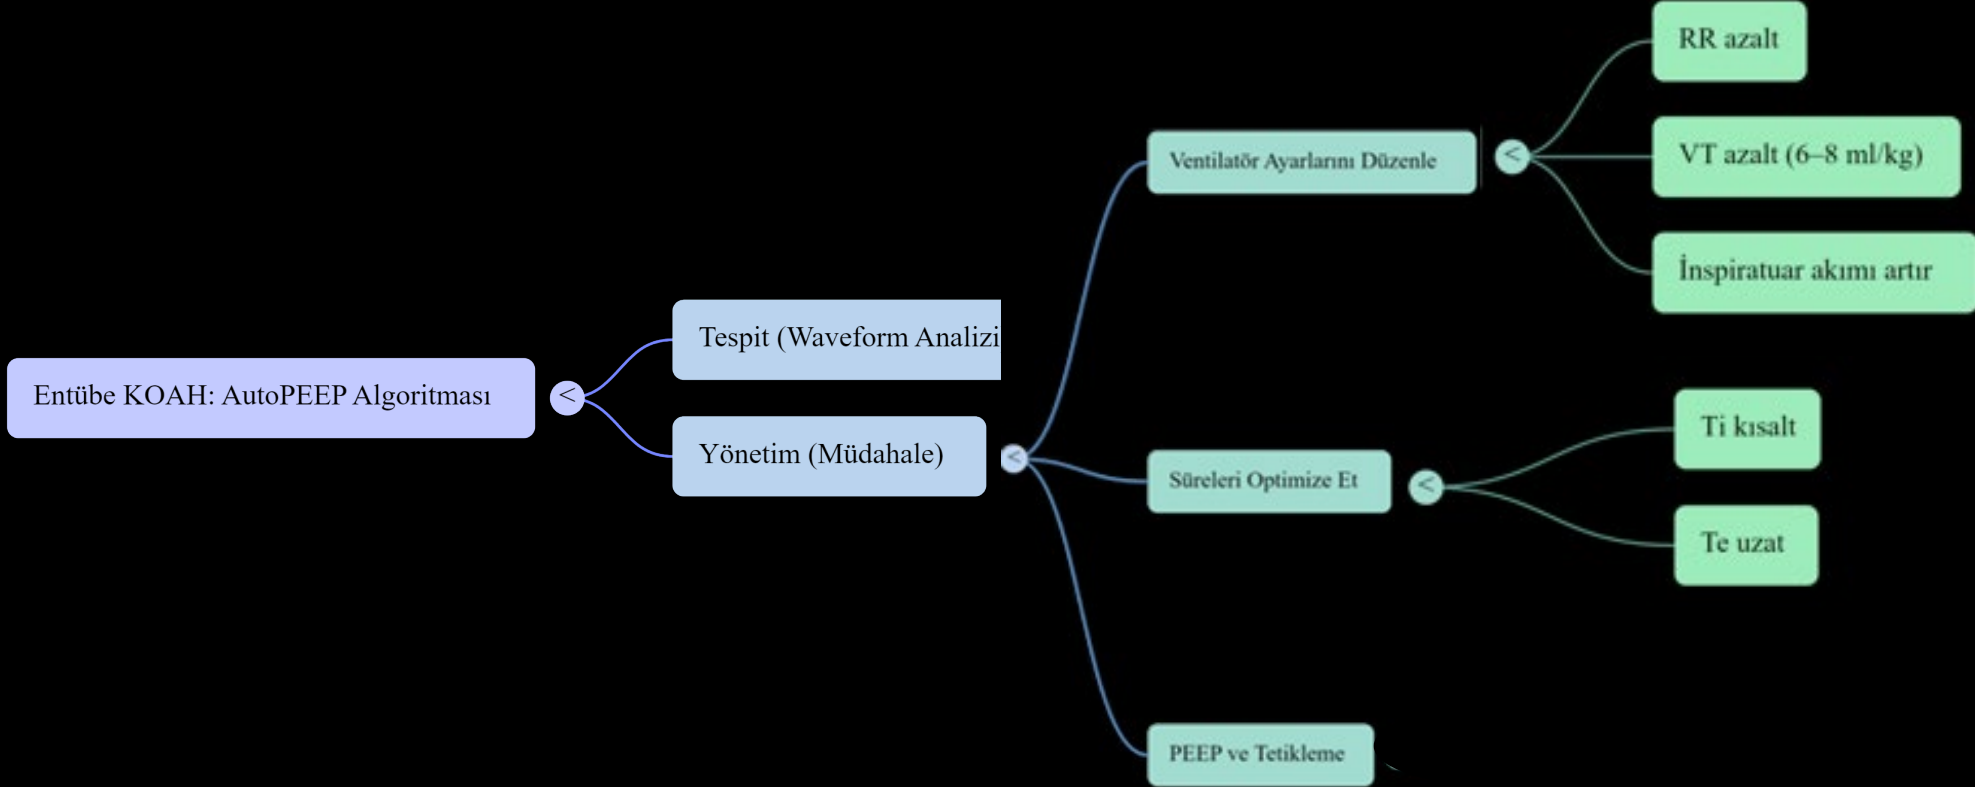 Entübe KOAH: AutoPEEP Algoritması
<
Tespit (Waveform Analizi
Yönetim (Müdahale)
<
Ventilatör Ayarlarını Düzenle
<
RR azalt
VT azalt (6–8 ml/kg)
İnspiratuar akımı artır
Süreleri Optimize Et
<
Ti kısalt
Te uzat
PEEP ve Tetikleme